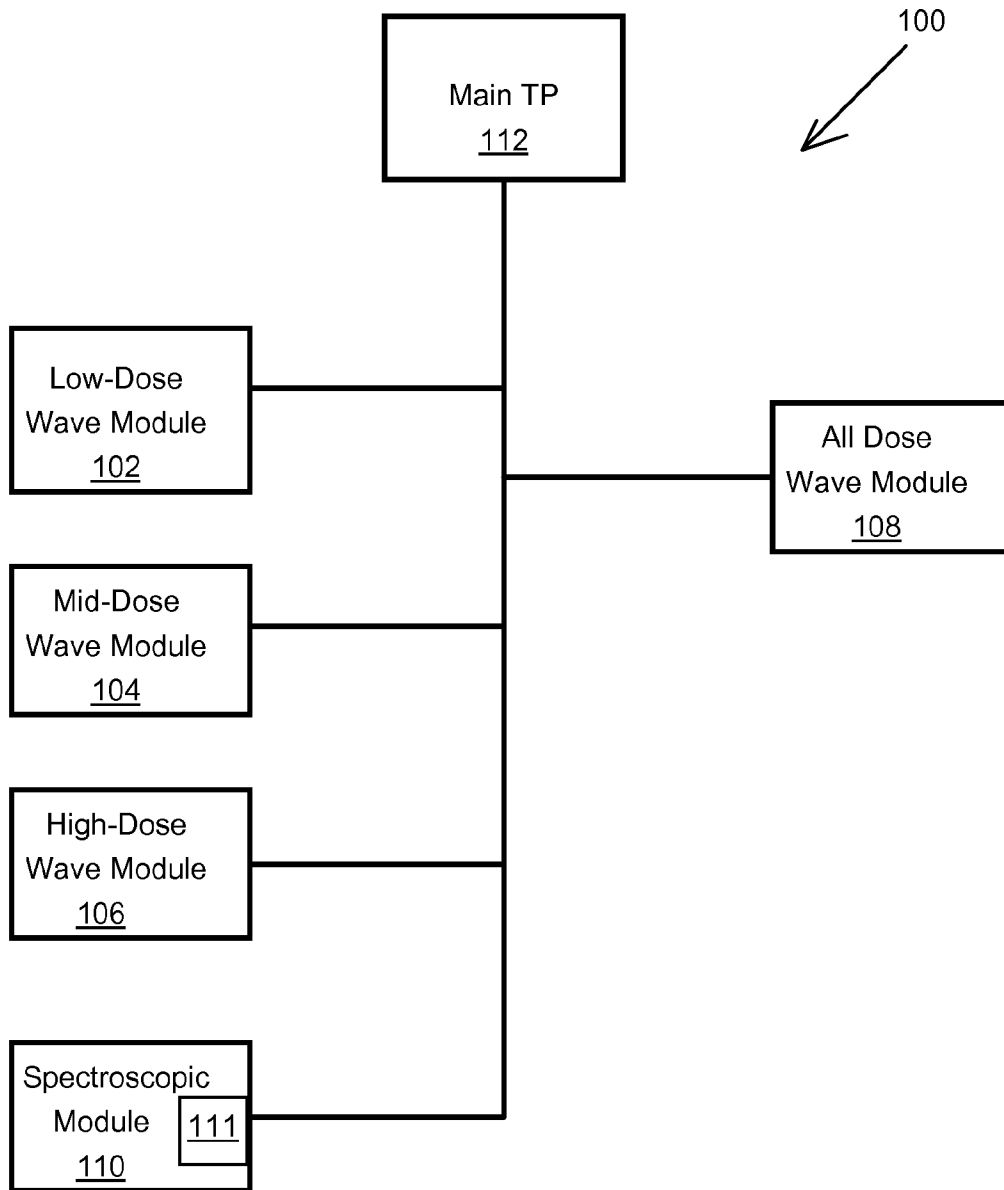 100
Main TP
112
Low-Dose
Wave Module
102
All Dose
Wave Module
108
Mid-Dose
Wave Module
104
High-Dose
Wave Module
106
Spectroscopic
Module
111
110